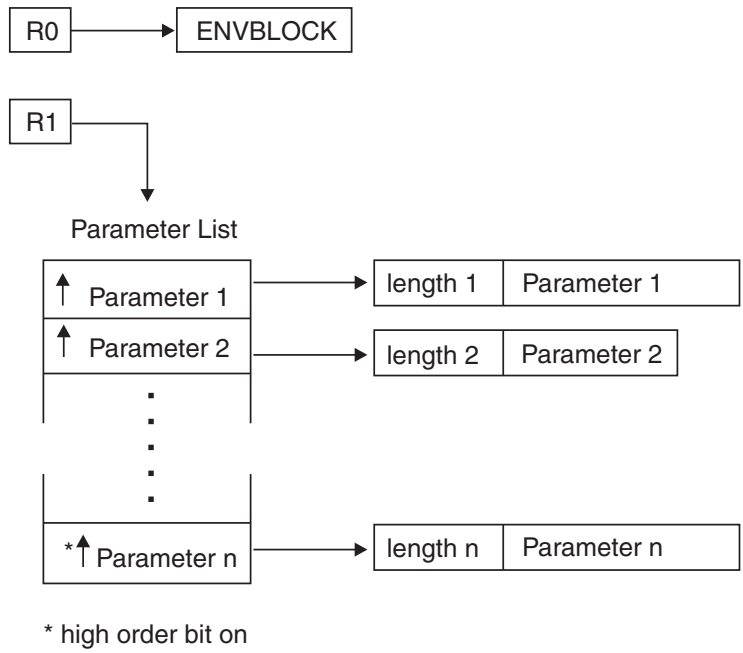 R0 ENVBLOCK
R1
Parameter List
Parameter 1 length 1 Parameter 1
Parameter 2 length 2 Parameter 2
* Parameter n length n Parameter n
* high order bit on